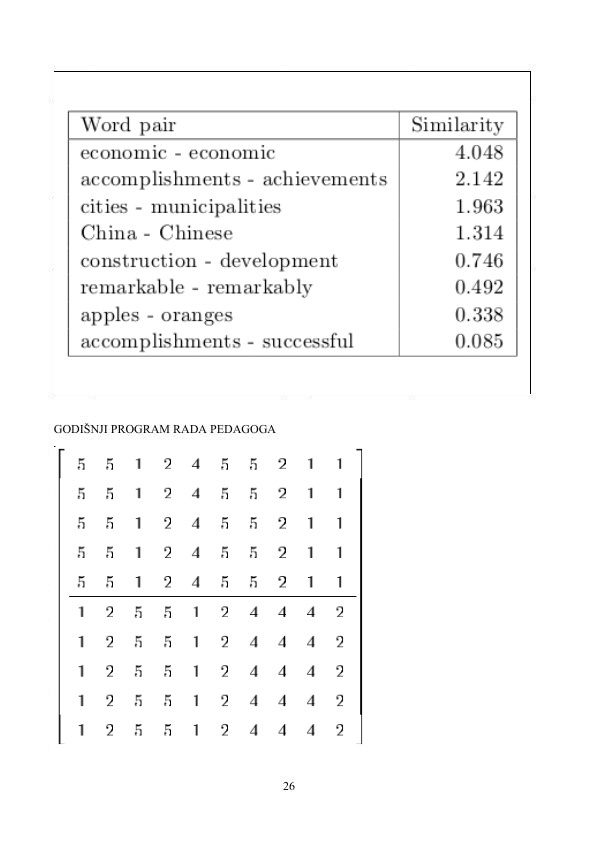 Word pair Similarity
economic - economic 4.048
accomplishments - achievements 2.142
cities - municipalities 1.963
China - Chinese 1.314
construction - development 0.746
remarkable - remarkably 0.492
apples - oranges 0.338
accomplishments - successful 0.085
GODIŠNJI PROGRAM RADA PEDAGOGA
5 5 1 2 4 5 5 2 1 1
5 5 1 2 4 5 5 2 1 1
5 5 1 2 4 5 5 2 1 1
5 5 1 2 4 5 5 2 1 1
5 5 1 2 4 5 5 2 1 1
1 2 5 5 1 2 4 4 4 2
1 2 5 5 1 2 4 4 4 2
1 2 5 5 1 2 4 4 4 2
1 2 5 5 1 2 4 4 4 2
1 2 5 5 1 2 4 4 4 2
26